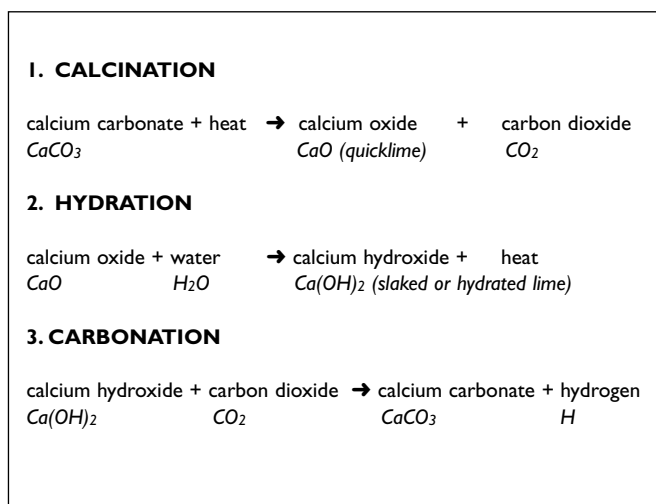 1. CALCINATION
calcium carbonate + heat ➜ calcium oxide + carbon dioxide
CaCO3 CaO (quicklime) CO2
2. HYDRATION
calcium oxide + water ➜ calcium hydroxide + heat
CaO H2O Ca(OH)2 (slaked or hydrated lime)
3. CARBONATION
calcium hydroxide + carbon dioxide ➜ calcium carbonate + hydrogen
Ca(OH)2 CO2 CaCO3 H